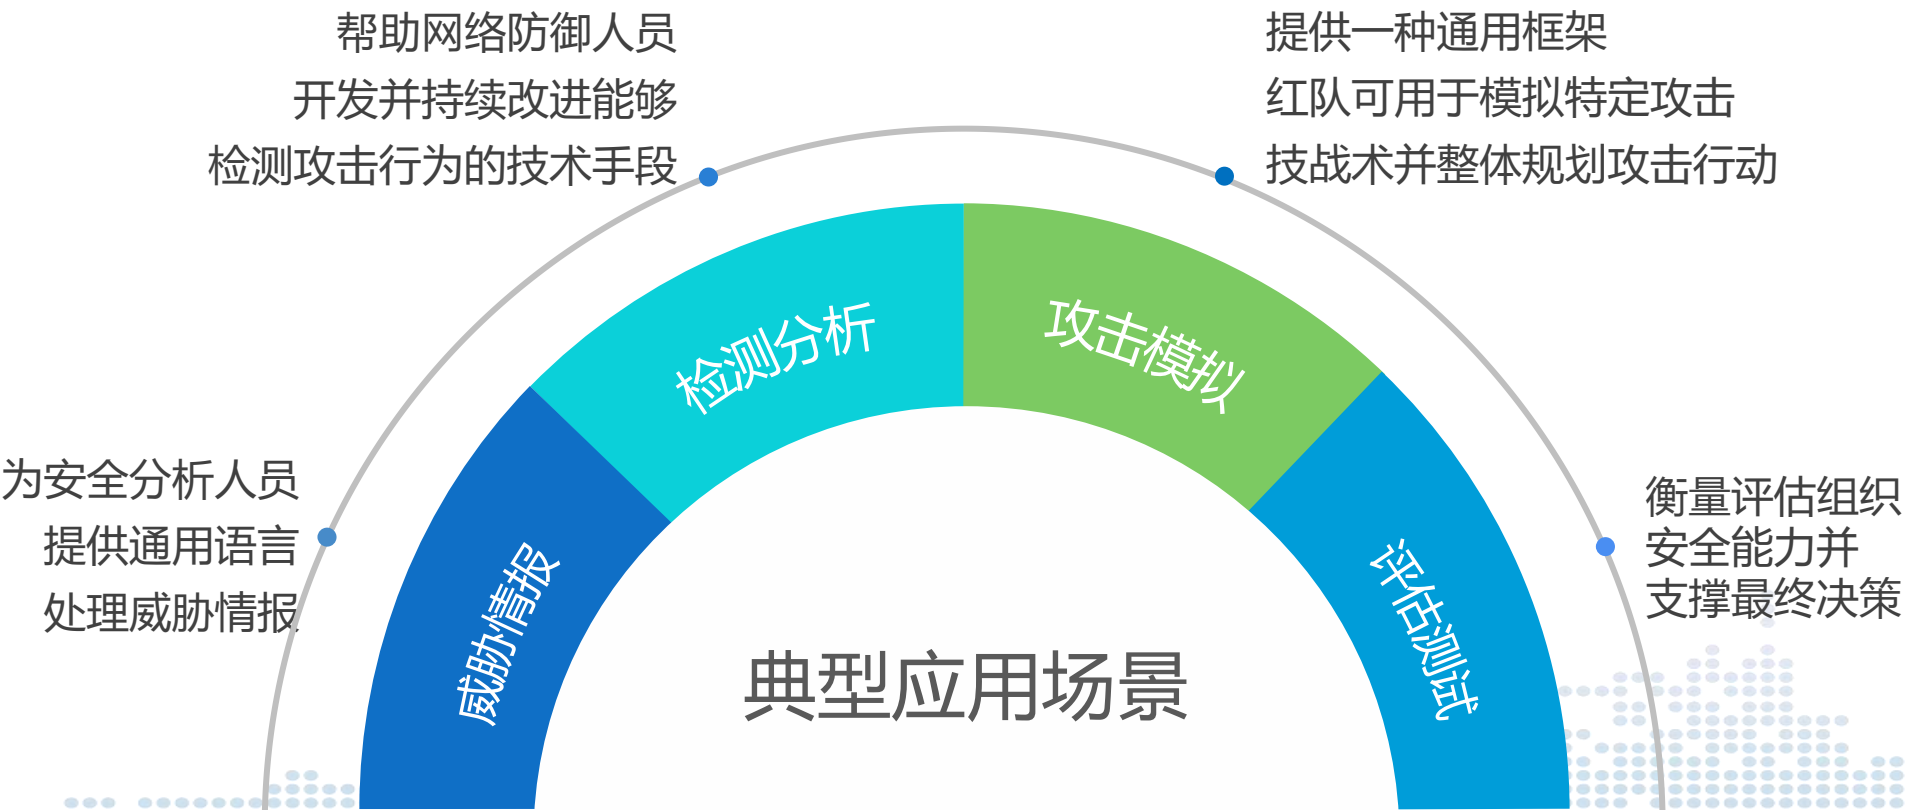 帮助网络防御人员
开发并持续改进能够
检测攻击行为的技术手段
提供一种通用框架
红队可用于模拟特定攻击
技战术并整体规划攻击行动
检测分析
攻击模拟
为安全分析人员
提供通用语言
处理威胁情报
威胁情报
评估测试
衡量评估组织
安全能力并
支撑最终决策
典型应用场景